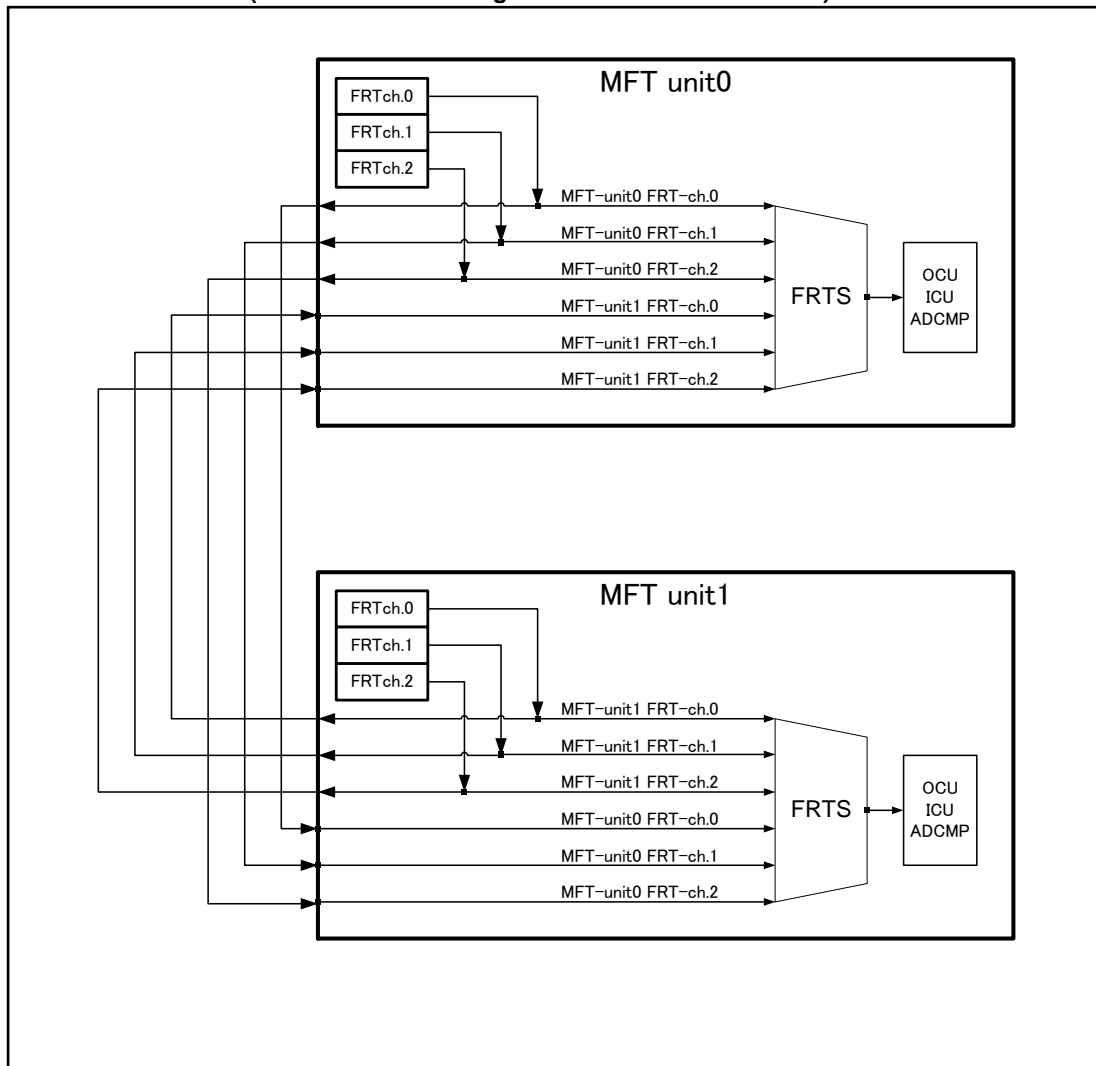 MFT unit0
FRTch.0
FRTch.1
FRTch.2
MFT-unit0 FRT-ch.0
MFT-unit0 FRT-ch.1
MFT-unit0 FRT-ch.2
MFT-unit1 FRT-ch.0
MFT-unit1 FRT-ch.1
MFT-unit1 FRT-ch.2
FRTS
OCU
ICU
ADCMP
MFT unit1
FRTch.0
FRTch.1
FRTch.2
MFT-unit1 FRT-ch.0
MFT-unit1 FRT-ch.1
MFT-unit1 FRT-ch.2
MFT-unit0 FRT-ch.0
MFT-unit0 FRT-ch.1
MFT-unit0 FRT-ch.2
FRTS
OCU
ICU
ADCMP